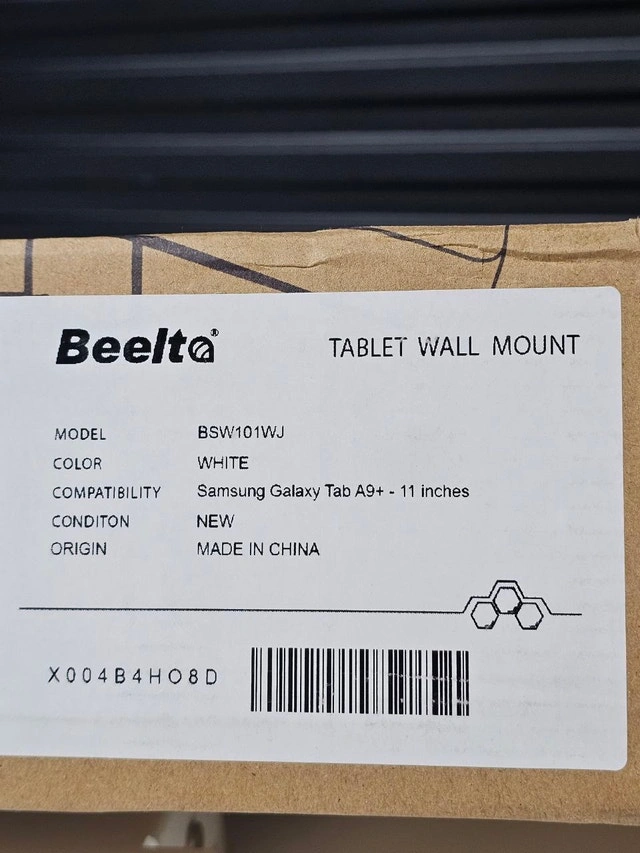 Beelta®
TABLET WALL MOUNT
MODEL BSW101WJ
COLOR WHITE
COMPATIBILITY Samsung Galaxy Tab A9+ - 11 inches
CONDITON NEW
ORIGIN MADE IN CHINA
X004B4HO8D